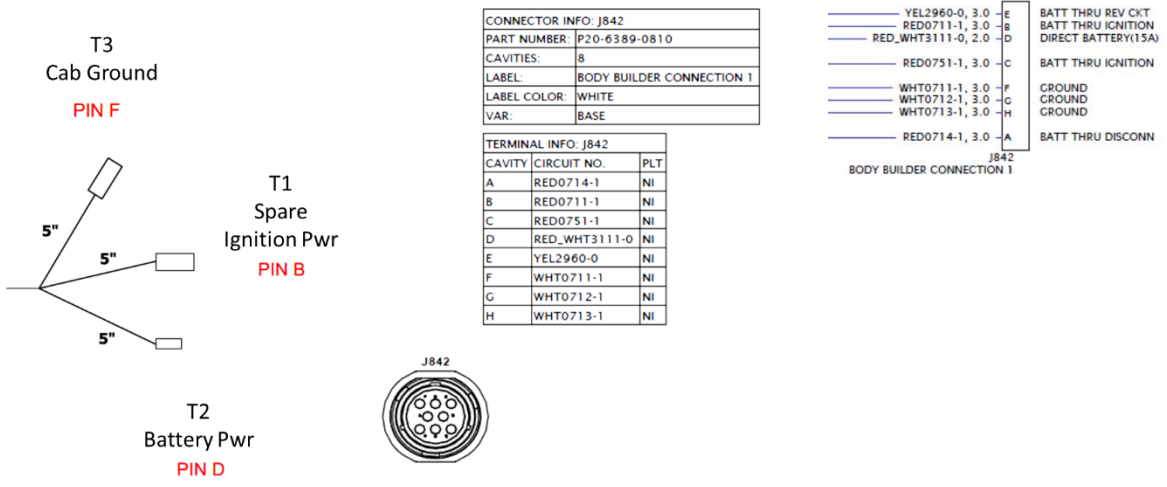 T3
Cab Ground
PIN F
5"
T1
Spare
Ignition Pwr
PIN B
5"
5"
T2
Battery Pwr
PIN D
CONNECTOR INFO: J842
PART NUMBER: P20-6389-0810
CAVITIES: 8
LABEL: BODY BUILDER CONNECTION 1
LABEL COLOR: WHITE
VAR: BASE
TERMINAL INFO: J842
CAVITY CIRCUIT NO. PLT
A RED0714-1 NI
B RED0711-1 NI
C RED0751-1 NI
D RED_WHT3111-0 NI
E YEL2960-0 NI
F WHT0711-1 NI
G WHT0712-1 NI
H WHT0713-1 NI
J842
YEL2960-0, 3.0 E BATT THRU REV CKT
RED0711-1, 3.0 B BATT THRU IGNITION
RED_WHT3111-0, 2.0 D DIRECT BATTERY(15A)
RED0751-1, 3.0 C BATT THRU IGNITION
WHT0711-1, 3.0 F GROUND
WHT0712-1, 3.0 G GROUND
WHT0713-1, 3.0 H GROUND
RED0714-1, 3.0 A BATT THRU DISCONN
J842
BODY BUILDER CONNECTION 1